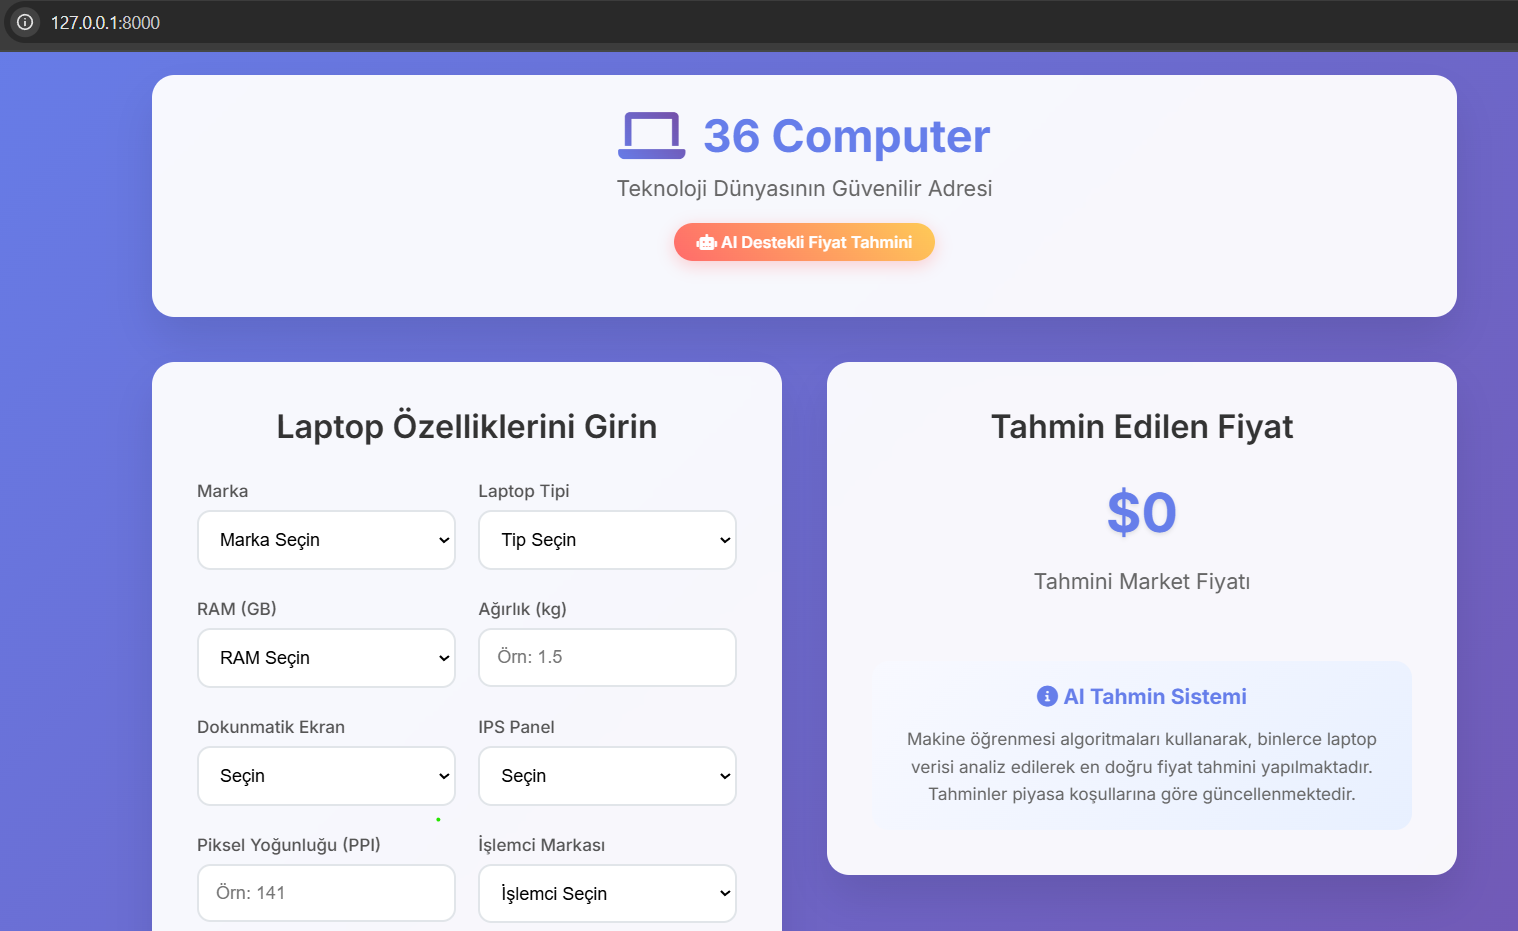 127.0.0.1:8000
36 Computer
Teknoloji Dünyasının Güvenilir Adresi
AI Destekli Fiyat Tahmini
Laptop Özelliklerini Girin
Marka
Laptop Tipi
Marka Seçin
Tip Seçin
RAM (GB)
Ağırlık (kg)
RAM Seçin
Örn: 1.5
Dokunmatik Ekran
IPS Panel
Seçin
Seçin
Piksel Yoğunluğu (PPI)
İşlemci Markası
Örn: 141
İşlemci Seçin
Tahmin Edilen Fiyat
$0
Tahmini Market Fiyatı
AI Tahmin Sistemi
Makine öğrenmesi algoritmaları kullanarak, binlerce laptop
verisi analiz edilerek en doğru fiyat tahmini yapılmaktadır.
Tahminler piyasa koşullarına göre güncellenmektedir.